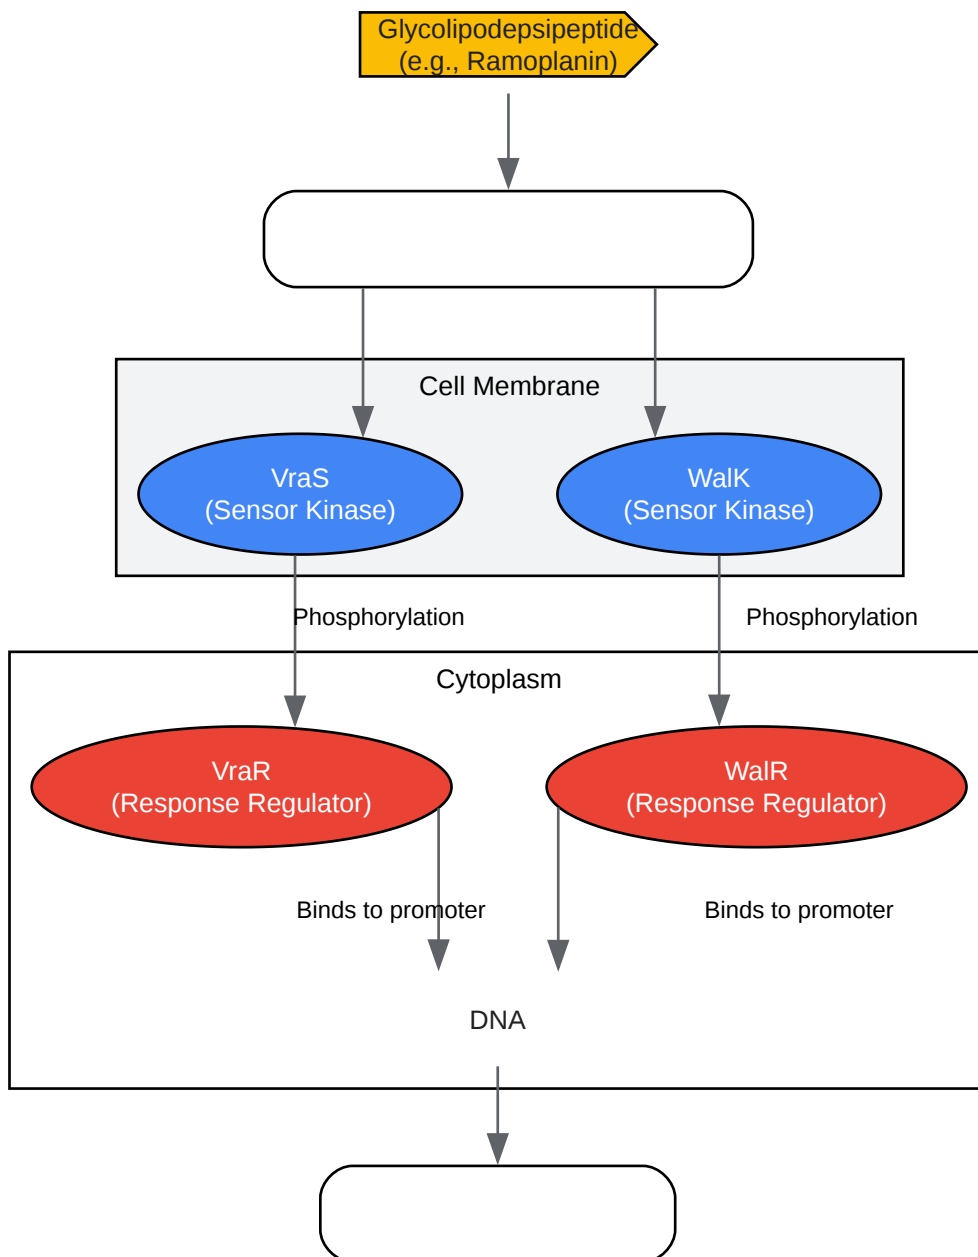 Glycolipodepsipeptide
(e.g., Ramoplanin)
Cell Membrane
VraS
(Sensor Kinase)
WalK
(Sensor Kinase)
Phosphorylation
Phosphorylation
Cytoplasm
VraR
(Response Regulator)
WalR
(Response Regulator)
Binds to promoter
Binds to promoter
DNA